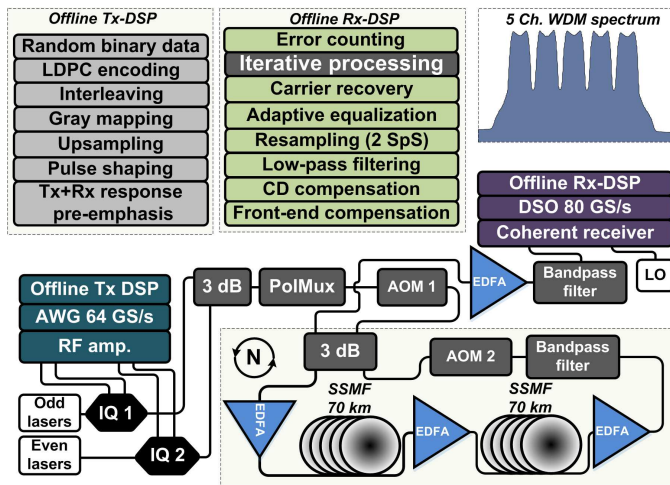 Offline Tx-DSP
Random binary data
LDPC encoding
Interleaving
Gray mapping
Upsampling
Pulse shaping
Tx+Rx response
pre-emphasis
Offline Rx-DSP
Error counting
Iterative processing
Carrier recovery
Adaptive equalization
Resampling (2 SpS)
Low-pass filtering
CD compensation
Front-end compensation
5 Ch. WDM spectrum
Offline Rx-DSP
DSO 80 GS/s
Coherent receiver
Offline Tx DSP
AWG 64 GS/s
RF amp.
3 dB
PolMux
AOM 1
EDFA
Bandpass
filter
LO
N
3 dB
AOM 2
Bandpass
filter
Odd
lasers
IQ 1
Even
lasers
IQ 2
EDFA
SSMF
70 km
EDFA
SSMF
70 km
EDFA